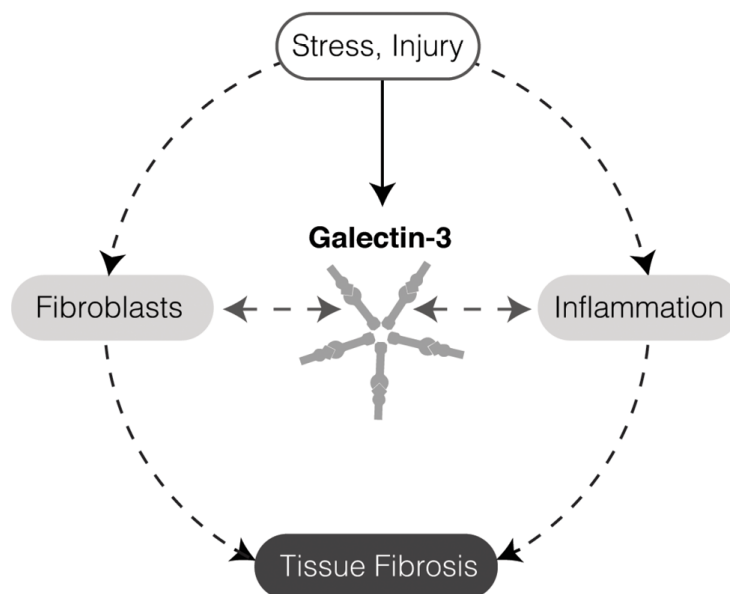 Stress, Injury
Galectin-3
Fibroblasts
Inflammation
Tissue Fibrosis